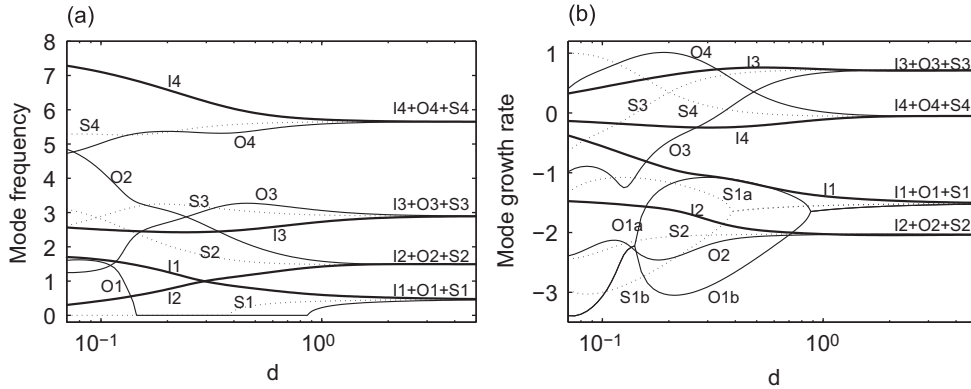 (a)
8
7
6
5
4
3
2
1
0
Mode frequency
I4
S4
I4+O4+S4
O4
O2
S3
O3
I3+O3+S3
I3
S2
I1
I2+O2+S2
O1
I2
S1
I1+O1+S1
10⁻¹
10⁰
d
(b)
1
0
−1
−2
−3
Mode growth rate
O4
I3
I3+O3+S3
S3
S4
I4+O4+S4
I4
O3
S1a
I1
I1+O1+S1
I2
O1a
S2
I2+O2+S2
O2
S1b
O1b
10⁻¹
10⁰
d